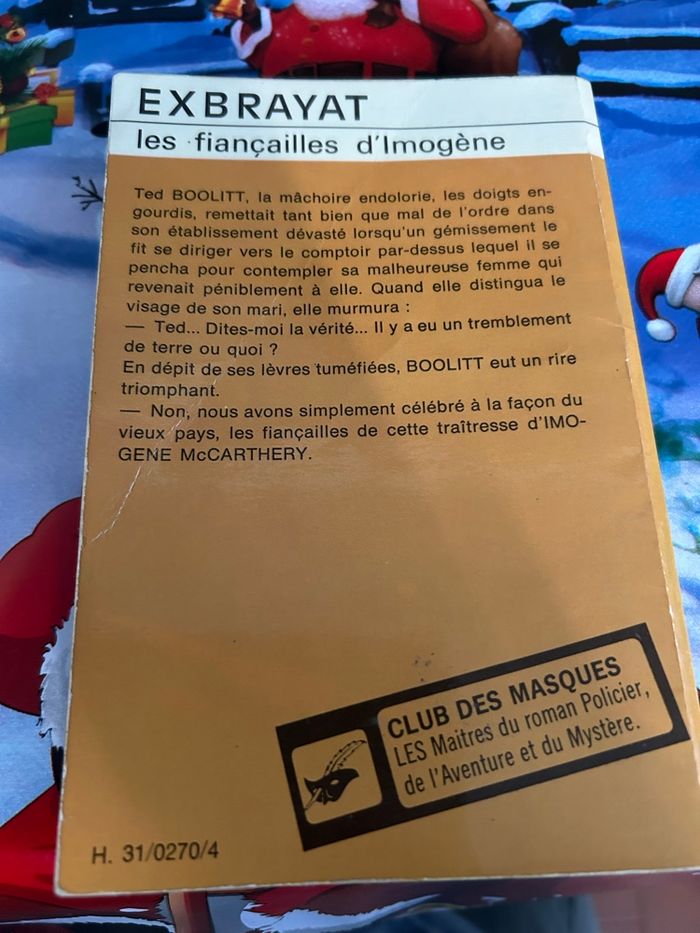 EXBRAYAT
les fiançailles d'Imogène
Ted BOOLITT, la mâchoire endolorie, les doigts en-
gourdis, remettait tant bien que mal de l'ordre dans
son établissement dévasté lorsqu'un gémissement le
fit se diriger vers le comptoir par-dessus lequel il se
pencha pour contempler sa malheureuse femme qui
revenait péniblement à elle. Quand elle distingua le
visage de son mari, elle murmura :
— Ted... Dites-moi la vérité... Il y a eu un tremblement
de terre ou quoi ?
En dépit de ses lèvres tuméfiées, BOOLITT eut un rire
triomphant.
— Non, nous avons simplement célébré à la façon du
vieux pays, les fiançailles de cette traîtresse d'IMO-
GENE McCARTHERY.
CLUB DES MASQUES
LES Maitres du roman Policier,
de l'Aventure et du Mystère.
H. 31/0270/4